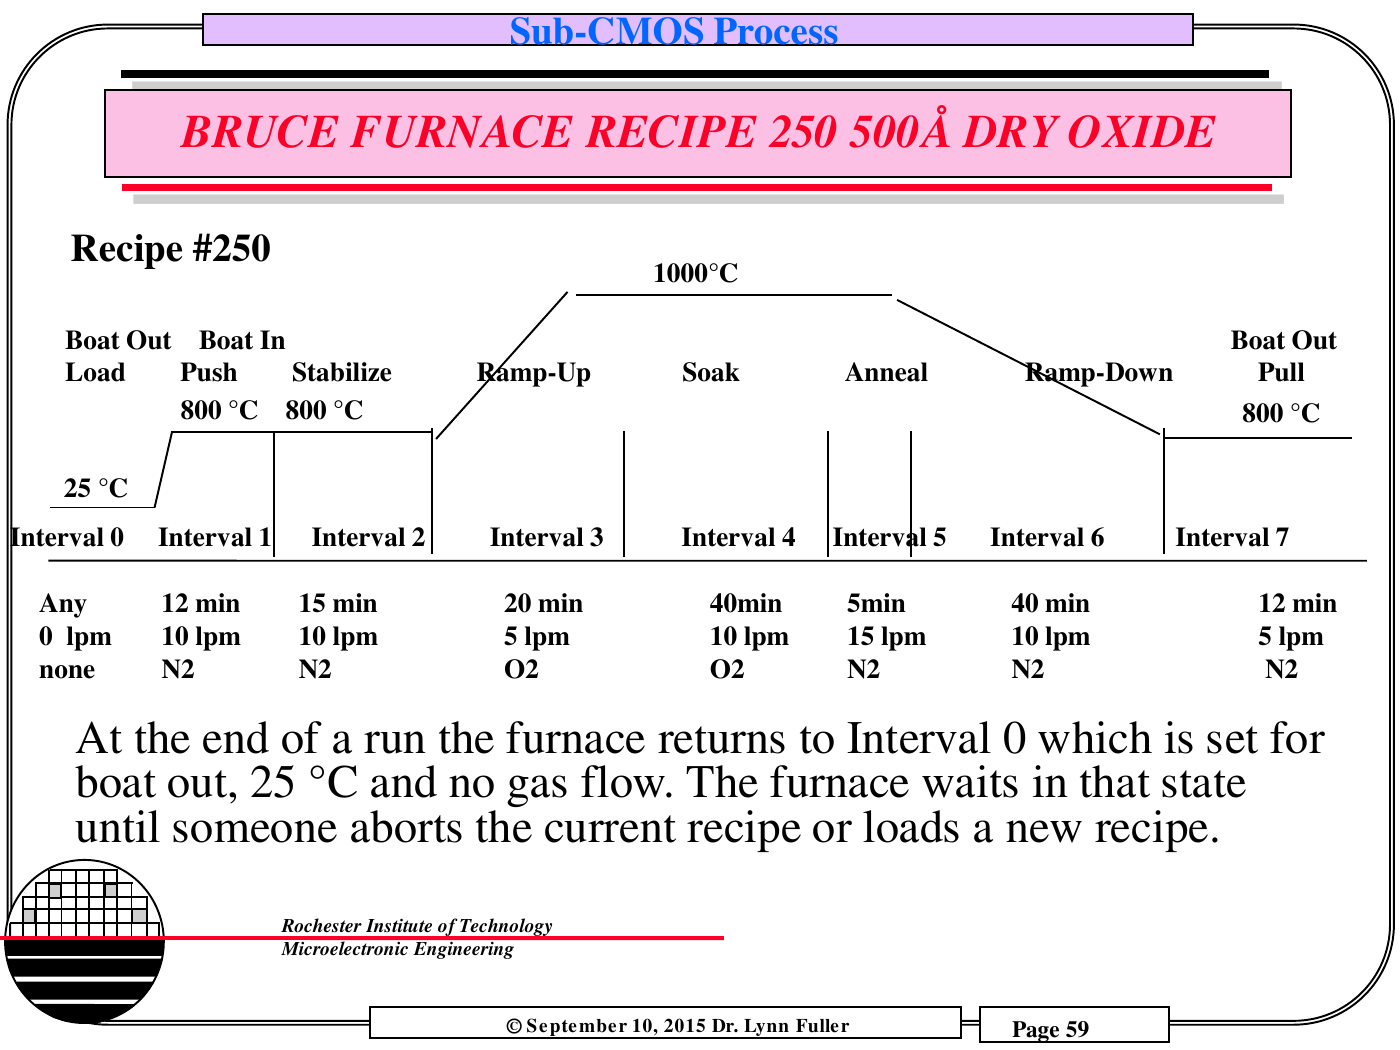 Sub-CMOS Process
BRUCE FURNACE RECIPE 250 500Å DRY OXIDE
Recipe #250
1000°C
Boat Out Boat In Boat Out
Load Push Stabilize Ramp-Up Soak Anneal Ramp-Down Pull
800 °C 800 °C 800 °C
25 °C
Interval 0 Interval 1 Interval 2 Interval 3 Interval 4 Interval 5 Interval 6 Interval 7
Any 12 min 15 min 20 min 40min 5min 40 min 12 min
0 lpm 10 lpm 10 lpm 5 lpm 10 lpm 15 lpm 10 lpm 5 lpm
none N2 N2 O2 O2 N2 N2 N2
At the end of a run the furnace returns to Interval 0 which is set for
boat out, 25 °C and no gas flow. The furnace waits in that state
until someone aborts the current recipe or loads a new recipe.
Rochester Institute of Technology
Microelectronic Engineering
© September 10, 2015 Dr. Lynn Fuller
Page 59